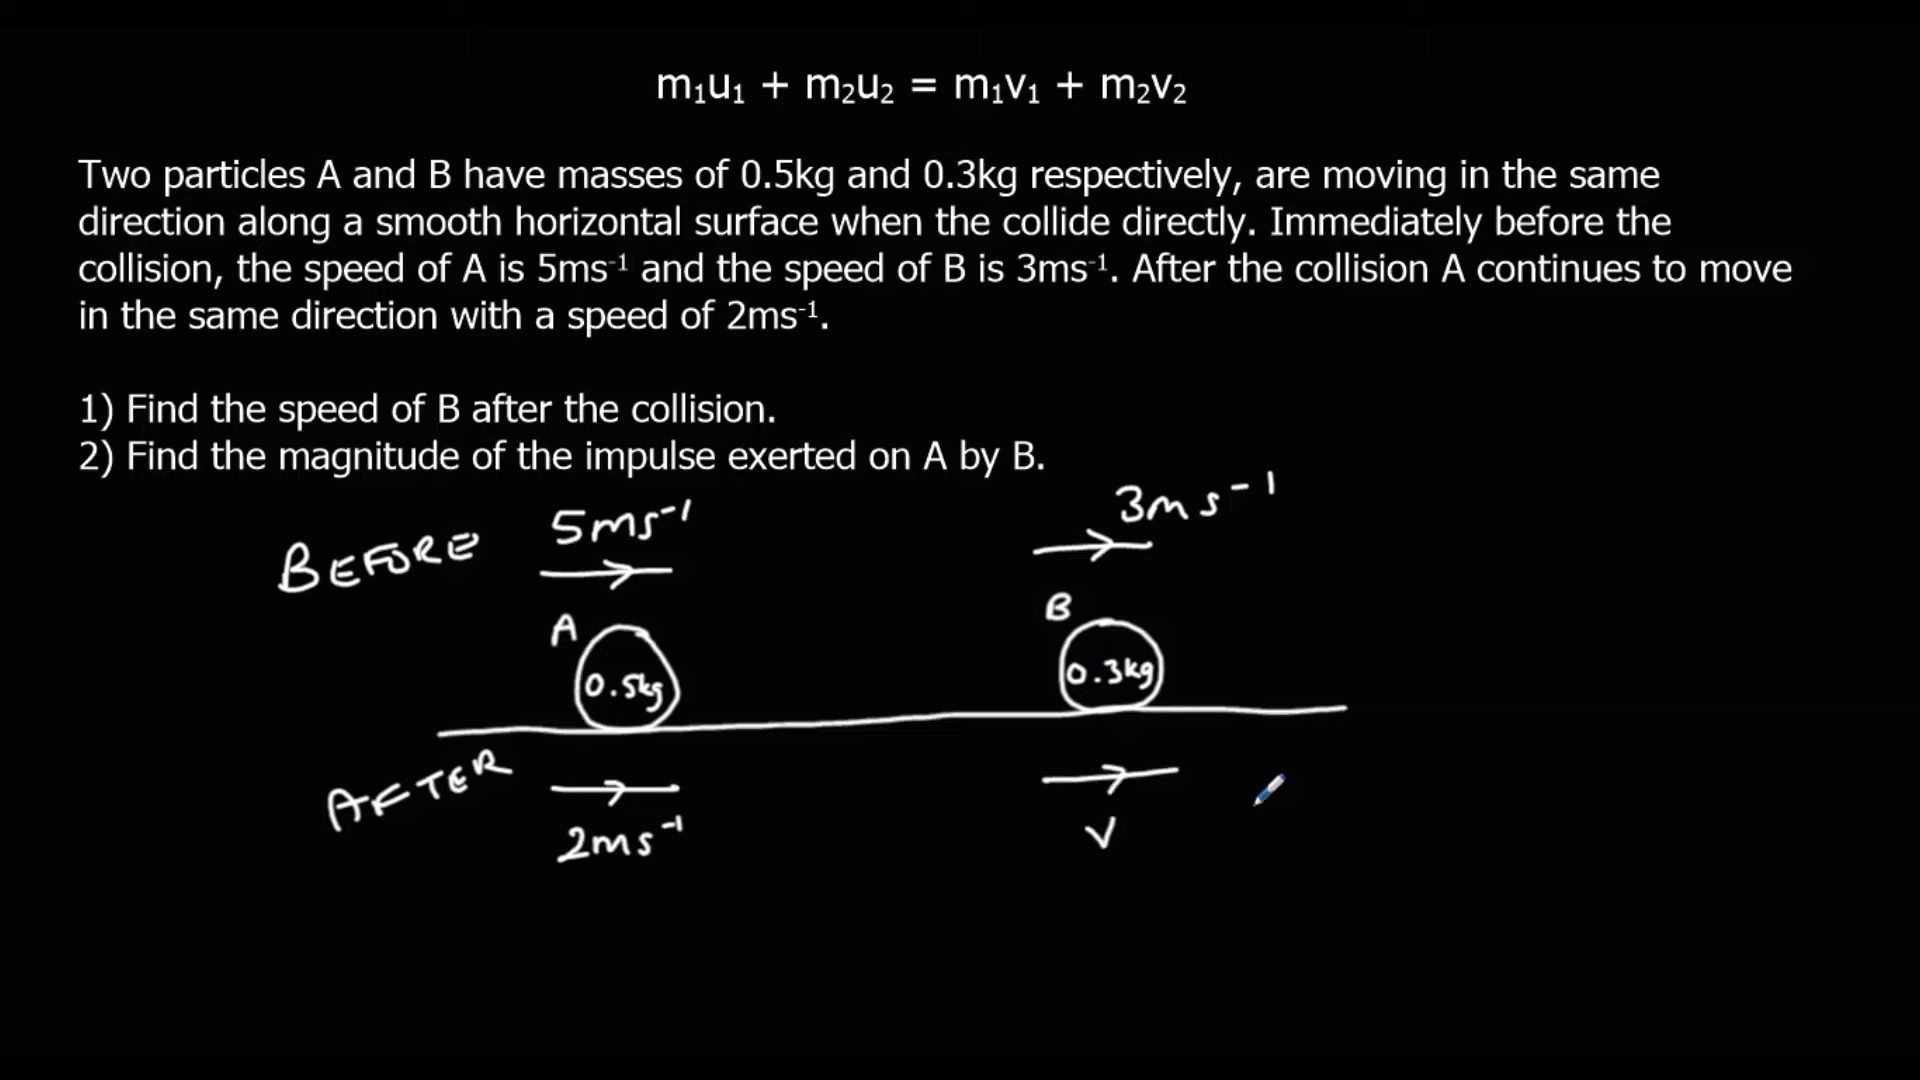 m₁u₁ + m₂u₂ = m₁v₁ + m₂v₂
Two particles A and B have masses of 0.5kg and 0.3kg respectively, are moving in the same
direction along a smooth horizontal surface when the collide directly. Immediately before the
collision, the speed of A is 5ms⁻¹ and the speed of B is 3ms⁻¹. After the collision A continues to move
in the same direction with a speed of 2ms⁻¹.
1) Find the speed of B after the collision.
2) Find the magnitude of the impulse exerted on A by B.
BEFORE 5ms⁻¹ 3ms⁻¹
A B
0.5kg 0.3kg
AFTER
2ms⁻¹ V